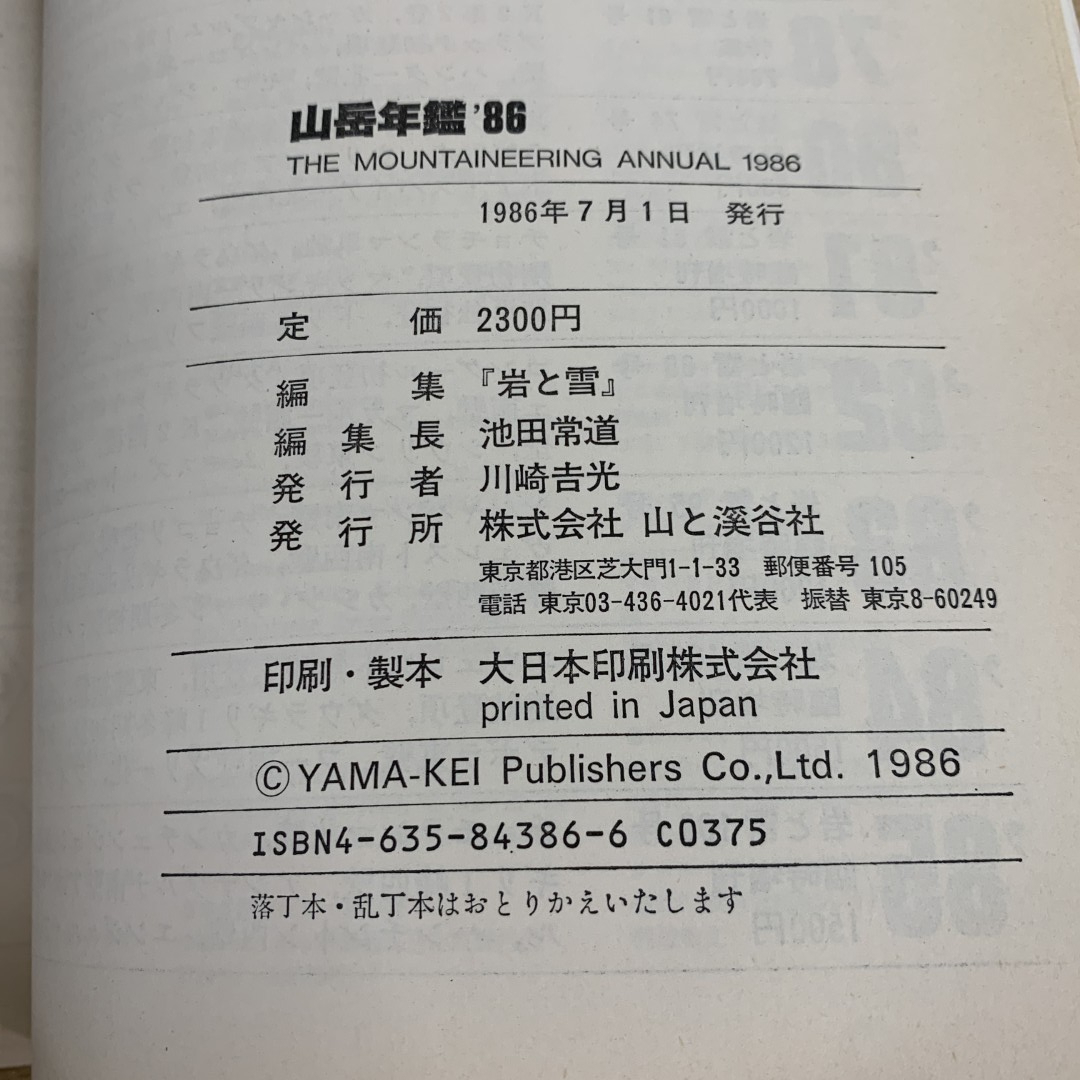 山岳年鑑'86
THE MOUNTAINEERING ANNUAL 1986
1986年7月1日 発行
定価 2300円
編集 『岩と雪』
編集長 池田常道
発行者 川崎吉光
発行所 株式会社 山と溪谷社
東京都港区芝大門1-1-33 郵便番号 105
電話 東京03-436-4021代表 振替 東京8-60249
印刷・製本 大日本印刷株式会社
printed in Japan
©YAMA-KEI Publishers Co.,Ltd. 1986
ISBN4-635-84386-6 C0375
落丁本・乱丁本はおとりかえいたします